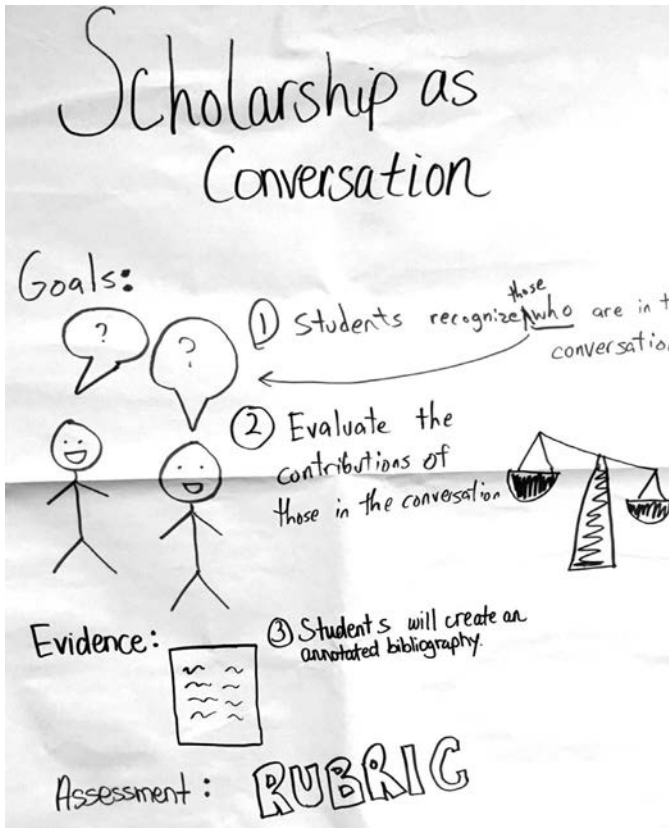 Scholarship as
Conversation
Goals:
?
?
① Students recognize those who are in
conversation
② Evaluate the
contributions of
those in the conversation
Evidence:
③ Students will create an
annotated bibliography.
Assessment: RUBRIC